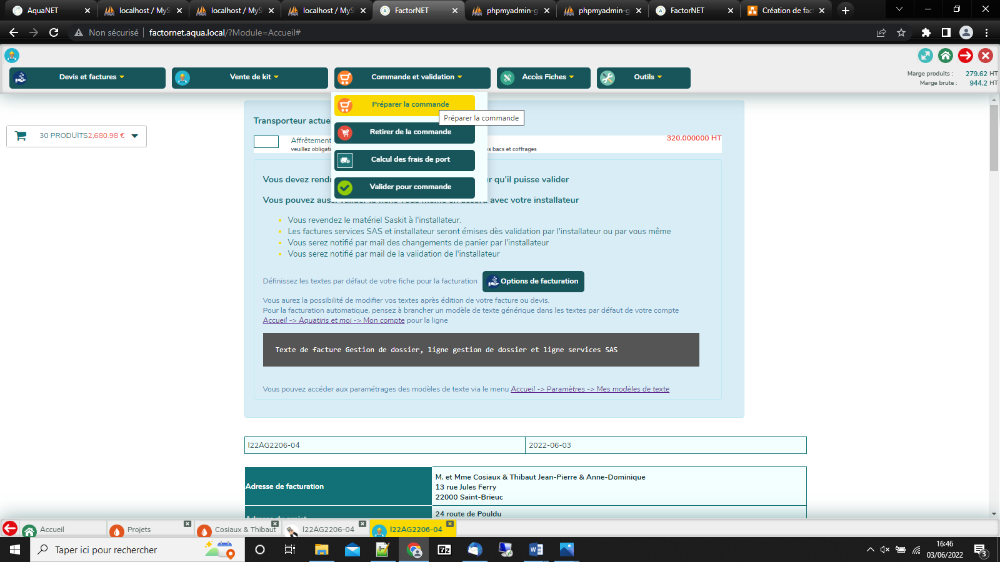 AquaNET
localhost / MyS
localhost / MyS
localhost / MyS
FactorNET
phpmyadmin-g
phpmyadmin-g
FactorNET
Création de fac
Non sécurisé
factornet.aqua.local/?Module=Accueil#
Devis et factures
Vente de kit
Commande et validation
Accès Fiches
Outils
Marge produits : 279.62 HT
Marge brute : 944.2 HT
Préparer la commande
Préparer la commande
Retirer de la commande
Calcul des frais de port
Valider pour commande
30 PRODUITS 2,680.98 €
Transporteur actue
Affrètement
320.000000 HT
veuillez obligato
s bacs et coffrages
Vous devez rend
r qu'il puisse valider
Vous pouvez aus
avec votre installateur
Vous revendez le matériel Saskit à l'installateur.
Les factures services SAS et installateur seront émises dès validation par l'installateur ou par vous même
Vous serez notifié par mail des changements de panier par l'installateur
Vous serez notifié par mail de la validation de l'installateur
Définissez les textes par défaut de votre fiche pour la facturation
Options de facturation
Vous aurez la possibilité de modifier vos textes après édition de votre facture ou devis.
Pour la facturation automatique, pensez à brancher un modèle de texte générique dans les textes par défaut de votre compte
Accueil -> Aquatiris et moi -> Mon compte pour la ligne
Texte de facture Gestion de dossier, ligne gestion de dossier et ligne services SAS
Vous pouvez accéder aux paramétrages des modèles de texte via le menu Accueil -> Paramètres -> Mes modèles de texte
I22AG2206-04
2022-06-03
Adresse de facturation
M. et Mme Cosiaux & Thibaut Jean-Pierre & Anne-Dominique
13 rue Jules Ferry
22000 Saint-Brieuc
Adresse du projet
24 route de Pouldu
Accueil
Projets
Cosiaux & Thibaut
I22AG2206-04
I22AG2206-04
Taper ici pour rechercher
16:46
03/06/2022
3